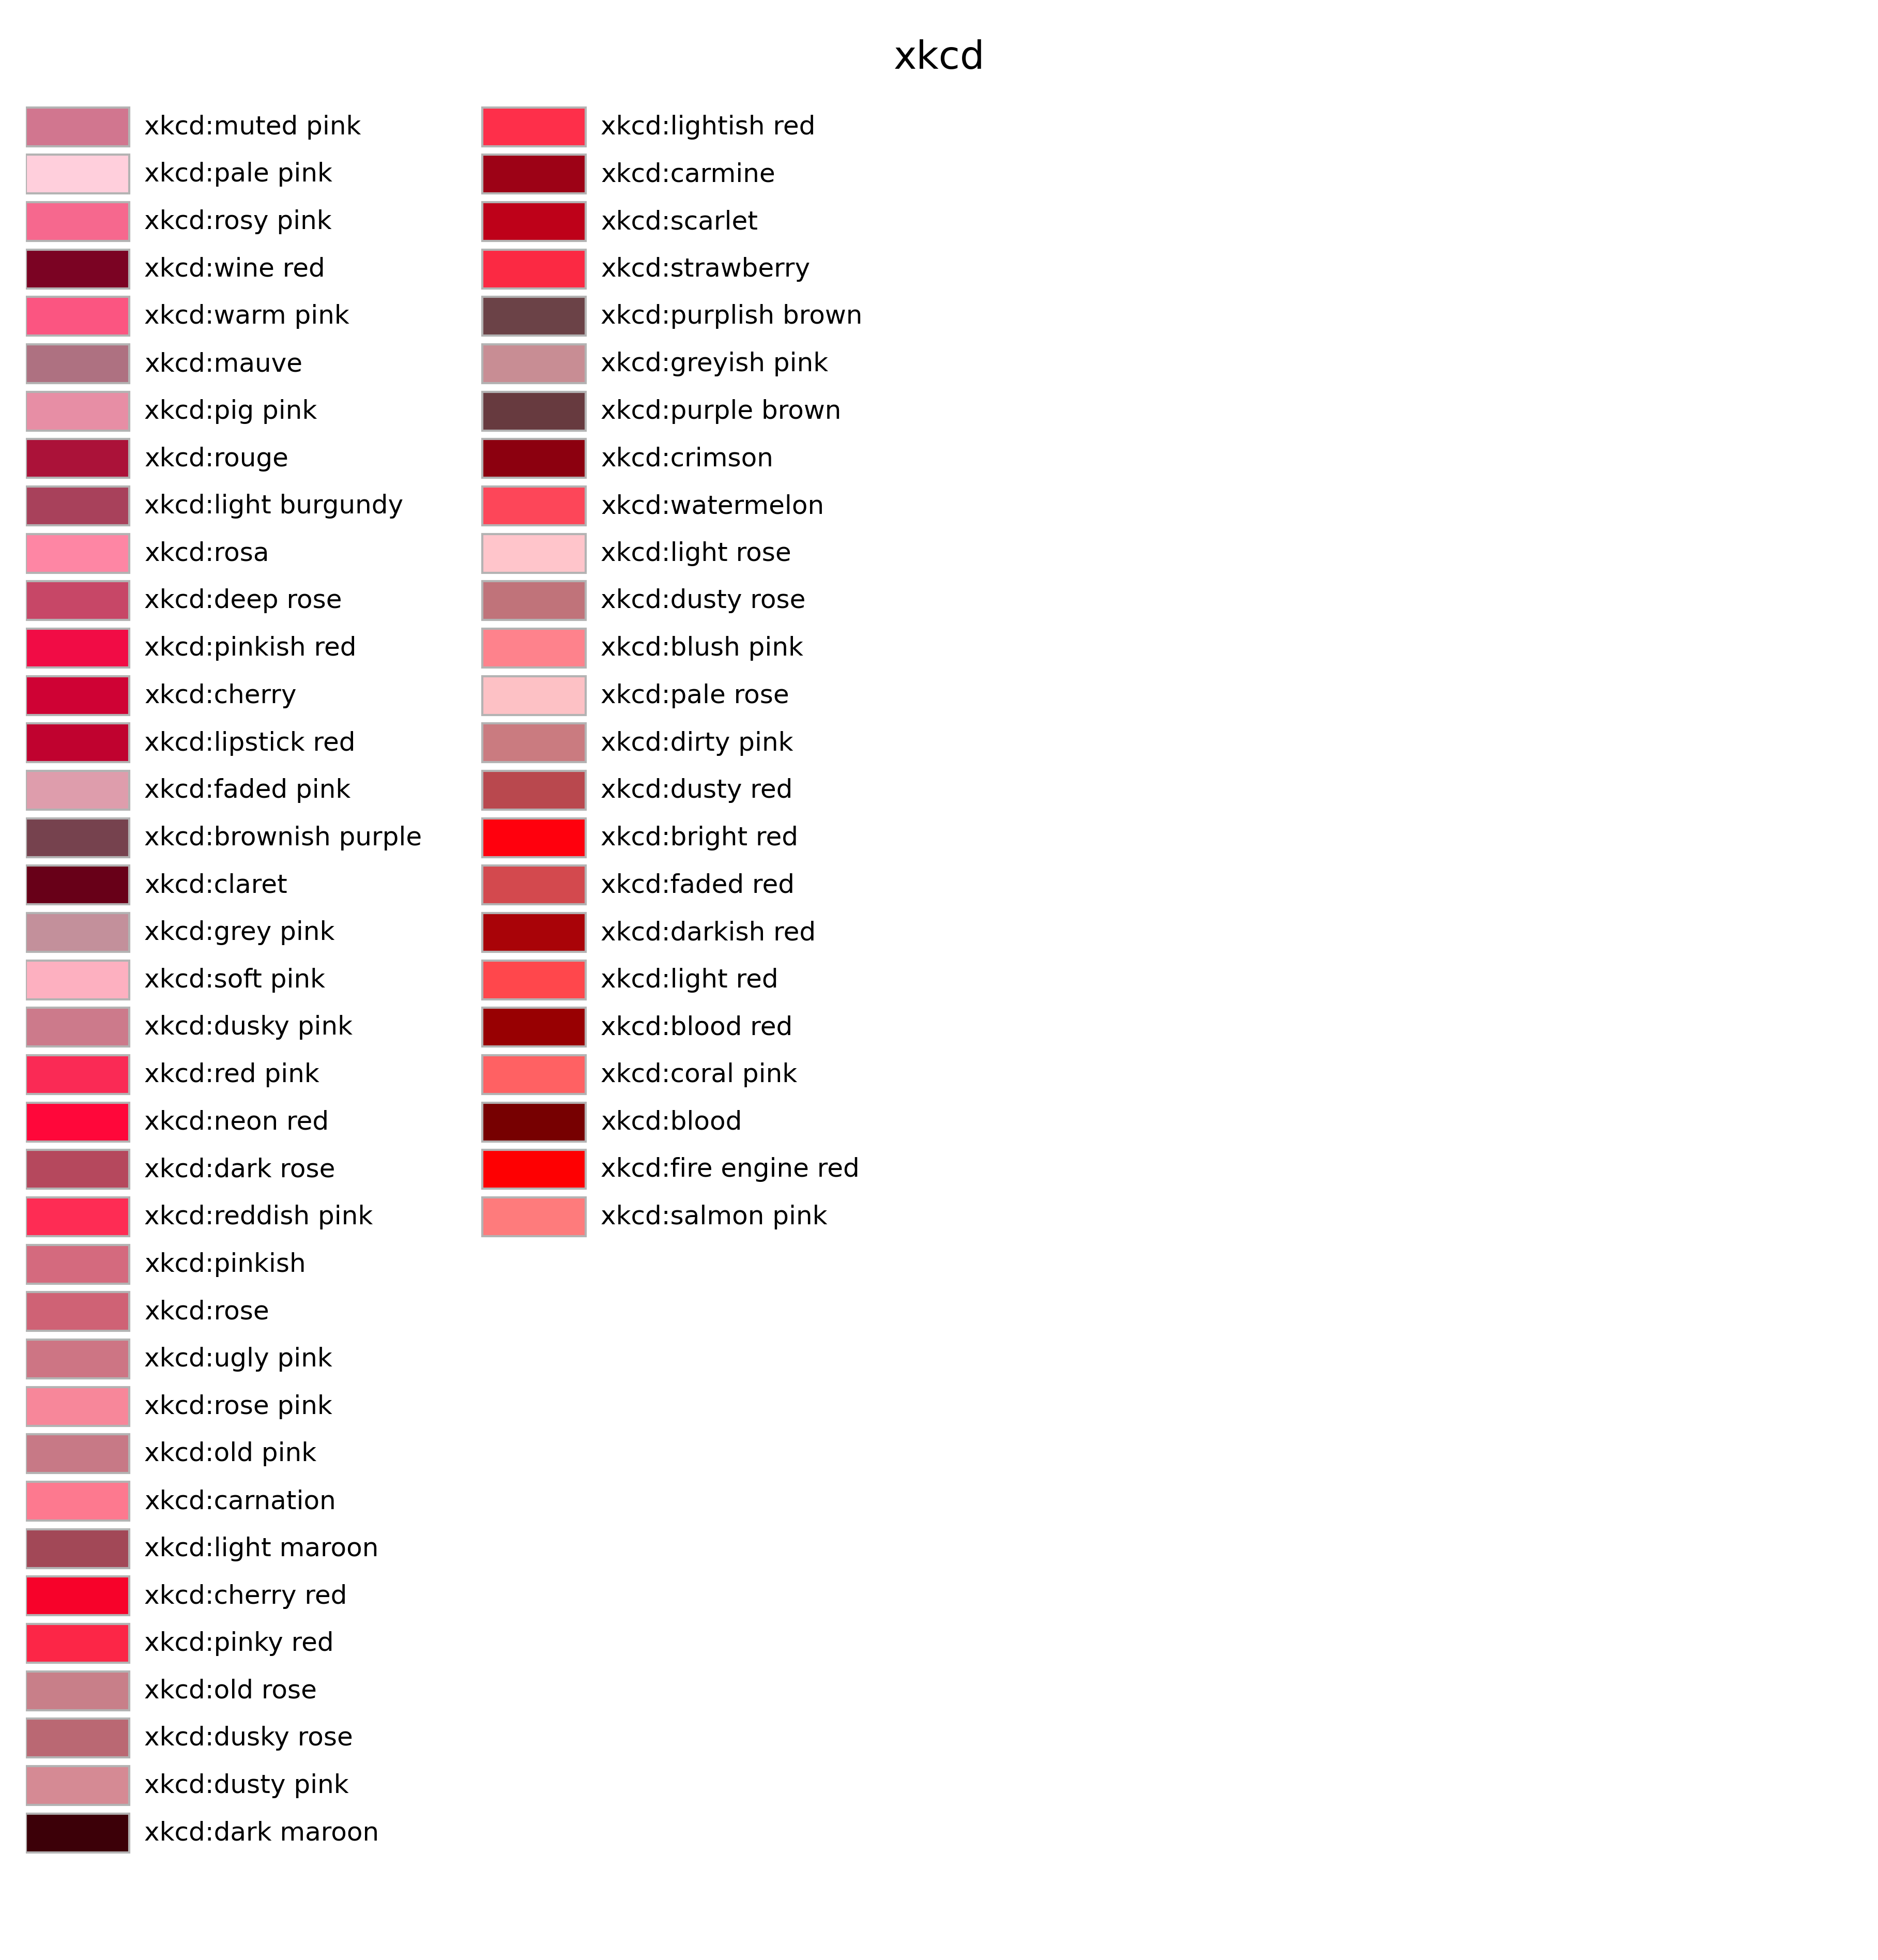 xkcd
xkcd:muted pink
xkcd:pale pink
xkcd:rosy pink
xkcd:wine red
xkcd:warm pink
xkcd:mauve
xkcd:pig pink
xkcd:rouge
xkcd:light burgundy
xkcd:rosa
xkcd:deep rose
xkcd:pinkish red
xkcd:cherry
xkcd:lipstick red
xkcd:faded pink
xkcd:brownish purple
xkcd:claret
xkcd:grey pink
xkcd:soft pink
xkcd:dusky pink
xkcd:red pink
xkcd:neon red
xkcd:dark rose
xkcd:reddish pink
xkcd:pinkish
xkcd:rose
xkcd:ugly pink
xkcd:rose pink
xkcd:old pink
xkcd:carnation
xkcd:light maroon
xkcd:cherry red
xkcd:pinky red
xkcd:old rose
xkcd:dusky rose
xkcd:dusty pink
xkcd:dark maroon
xkcd:lightish red
xkcd:carmine
xkcd:scarlet
xkcd:strawberry
xkcd:purplish brown
xkcd:greyish pink
xkcd:purple brown
xkcd:crimson
xkcd:watermelon
xkcd:light rose
xkcd:dusty rose
xkcd:blush pink
xkcd:pale rose
xkcd:dirty pink
xkcd:dusty red
xkcd:bright red
xkcd:faded red
xkcd:darkish red
xkcd:light red
xkcd:blood red
xkcd:coral pink
xkcd:blood
xkcd:fire engine red
xkcd:salmon pink